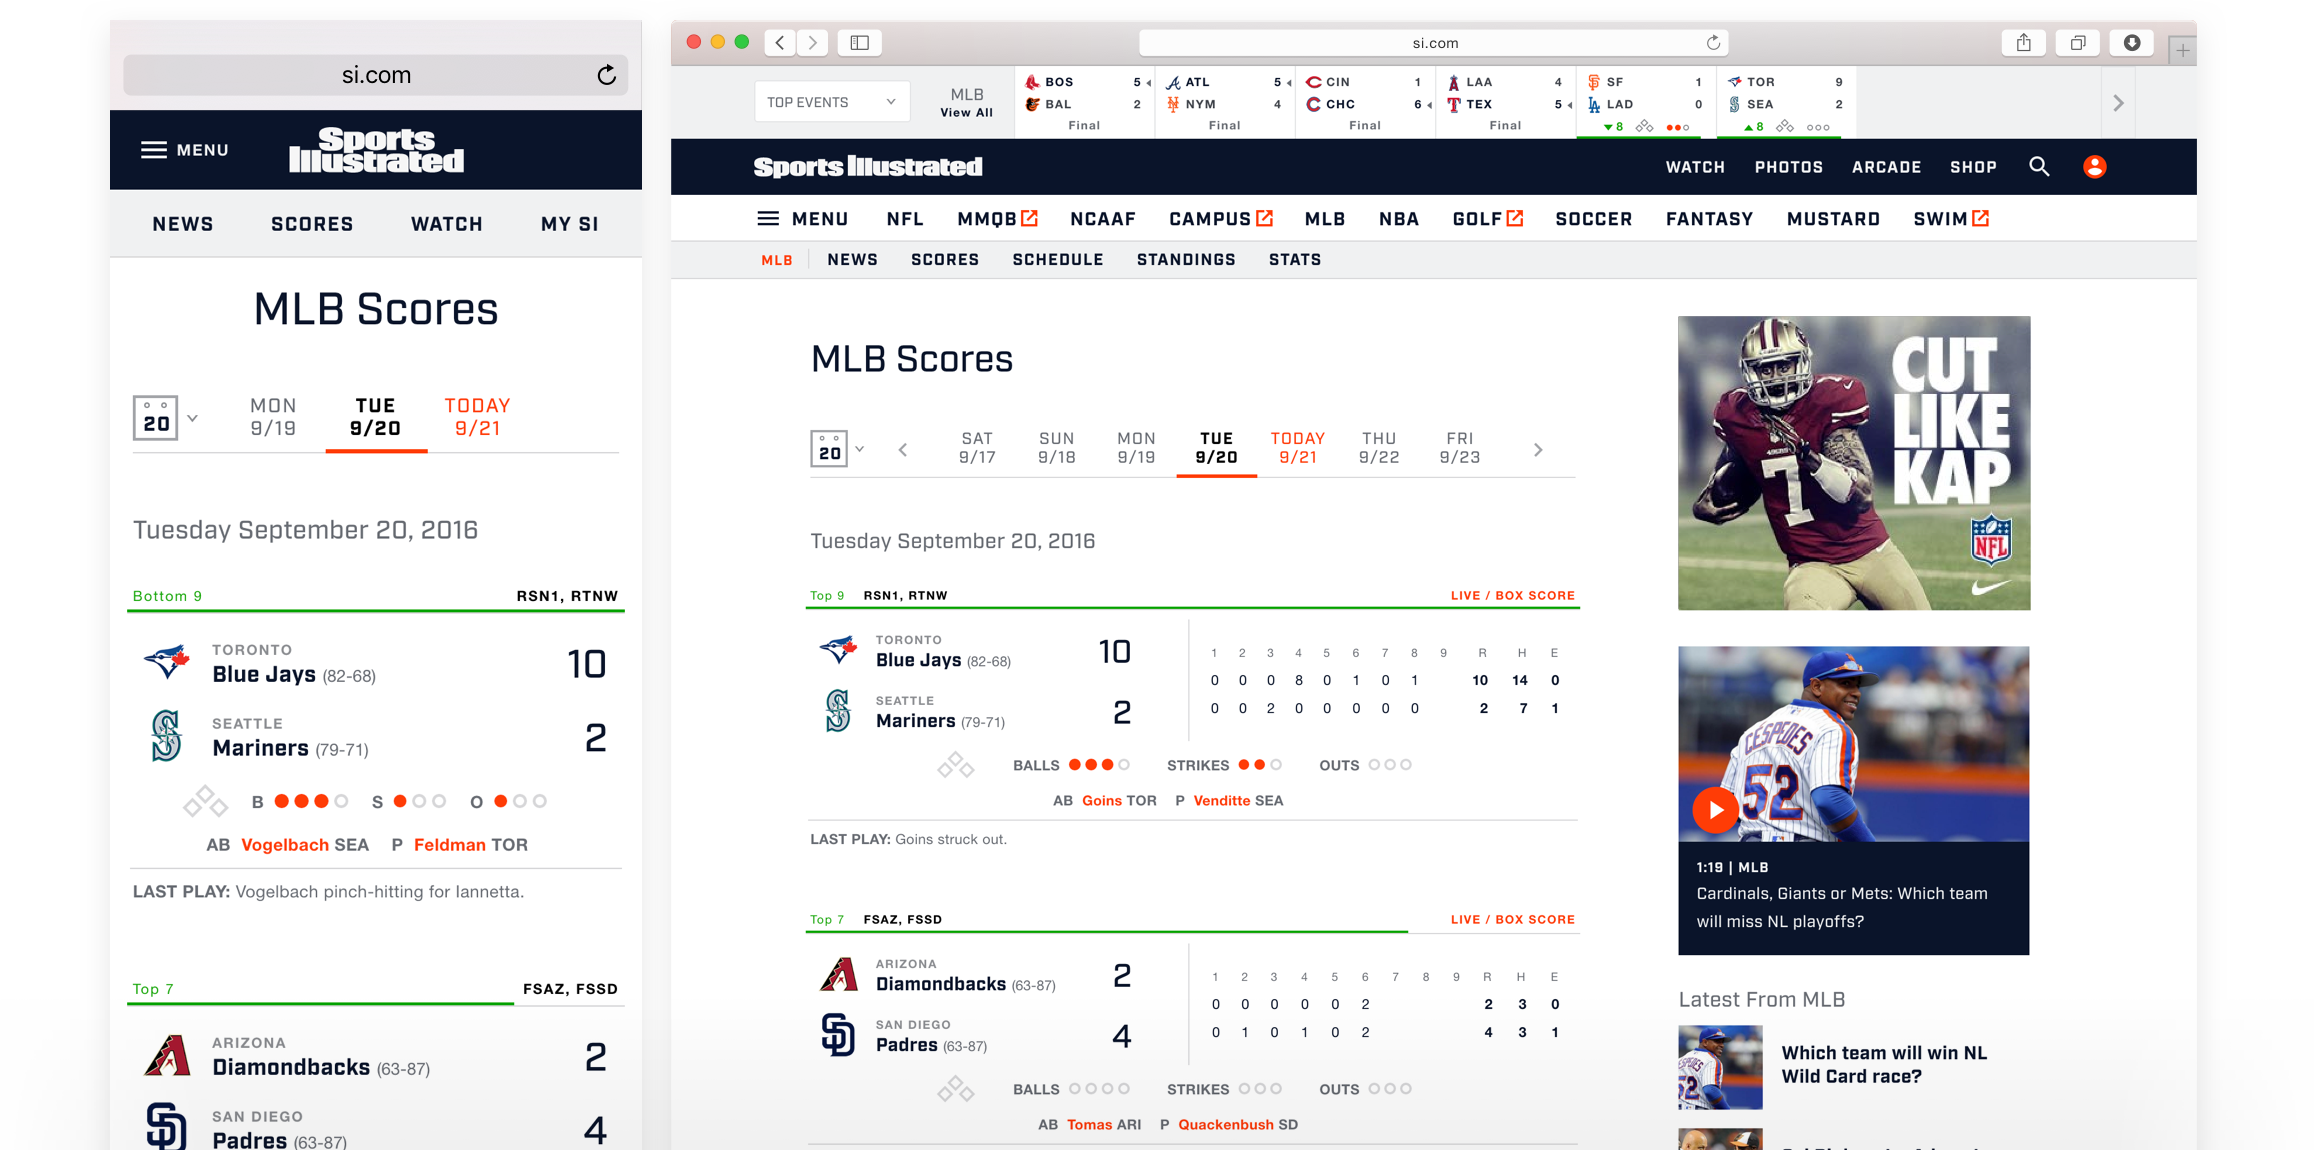 si.com
MENU
Sports
Illustrated
NEWS SCORES WATCH MY SI
MLB Scores
20
MON 9/19
TUE 9/20
TODAY 9/21
Tuesday September 20, 2016
Bottom 9 RSN1, RTNW
TORONTO
Blue Jays (82-68) 10
SEATTLE
Mariners (79-71) 2
B S O
AB Vogelbach SEA P Feldman TOR
LAST PLAY: Vogelbach pinch-hitting for Iannetta.
Top 7 FSAZ, FSSD
ARIZONA
Diamondbacks (63-87) 2
SAN DIEGO
Padres (63-87) 4
si.com
TOP EVENTS
MLB
View All
BOS 5
BAL 2
Final
ATL 5
NYM 4
Final
CIN 1
CHC 6
Final
LAA 4
TEX 5
Final
SF 1
LAD 0
8
TOR 9
SEA 2
8
Sports Illustrated
WATCH PHOTOS ARCADE SHOP
MENU NFL MMQB NCAAF CAMPUS MLB NBA GOLF SOCCER FANTASY MUSTARD SWIM
MLB NEWS SCORES SCHEDULE STANDINGS STATS
MLB Scores
20
SAT 9/17
SUN 9/18
MON 9/19
TUE 9/20
TODAY 9/21
THU 9/22
FRI 9/23
Tuesday September 20, 2016
Top 9 RSN1, RTNW LIVE / BOX SCORE
TORONTO
Blue Jays (82-68) 10
SEATTLE
Mariners (79-71) 2
1 2 3 4 5 6 7 8 9 R H E
0 0 0 8 0 1 0 1 10 14 0
0 0 2 0 0 0 0 0 2 7 1
BALLS STRIKES OUTS
AB Goins TOR P Venditte SEA
LAST PLAY: Goins struck out.
Top 7 FSAZ, FSSD LIVE / BOX SCORE
ARIZONA
Diamondbacks (63-87) 2
SAN DIEGO
Padres (63-87) 4
1 2 3 4 5 6 7 8 9 R H E
0 0 0 0 0 2 2 3 0
0 1 0 1 0 2 4 3 1
BALLS STRIKES OUTS
AB Tomas ARI P Quackenbush SD
CUT
LIKE
KAP
7
NFL
CESPEDES
52
1:19 | MLB
Cardinals, Giants or Mets: Which team
will miss NL playoffs?
Latest From MLB
52
Which team will win NL
Wild Card race?